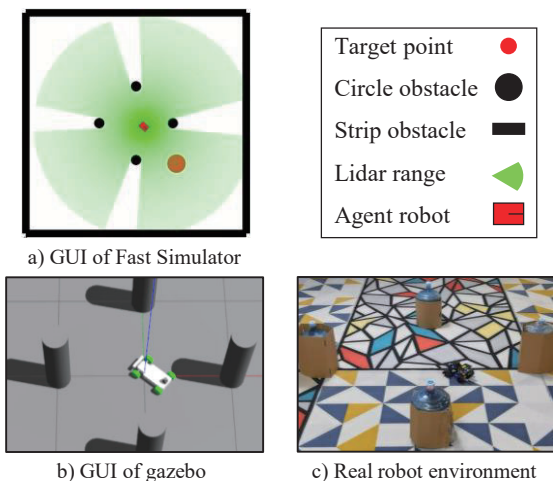 Target point
Circle obstacle
Strip obstacle
Lidar range
Agent robot
a) GUI of Fast Simulator
b) GUI of gazebo
c) Real robot environment